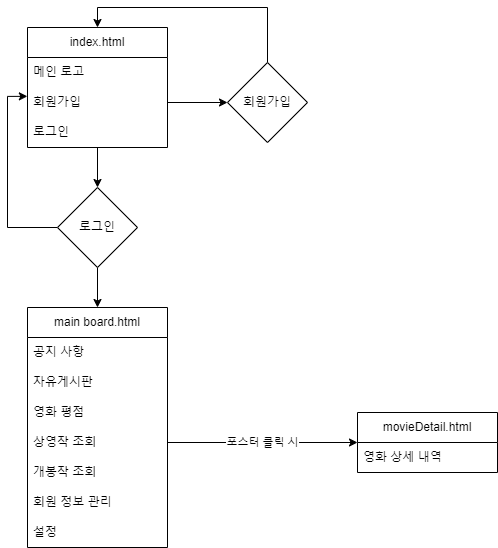 index.html
메인 로고
회원가입
로그인
회원가입
로그인
main board.html
공지 사항
자유게시판
영화 평점
상영작 조회
개봉작 조회
회원 정보 관리
설정
포스터 클릭 시
movieDetail.html
영화 상세 내역